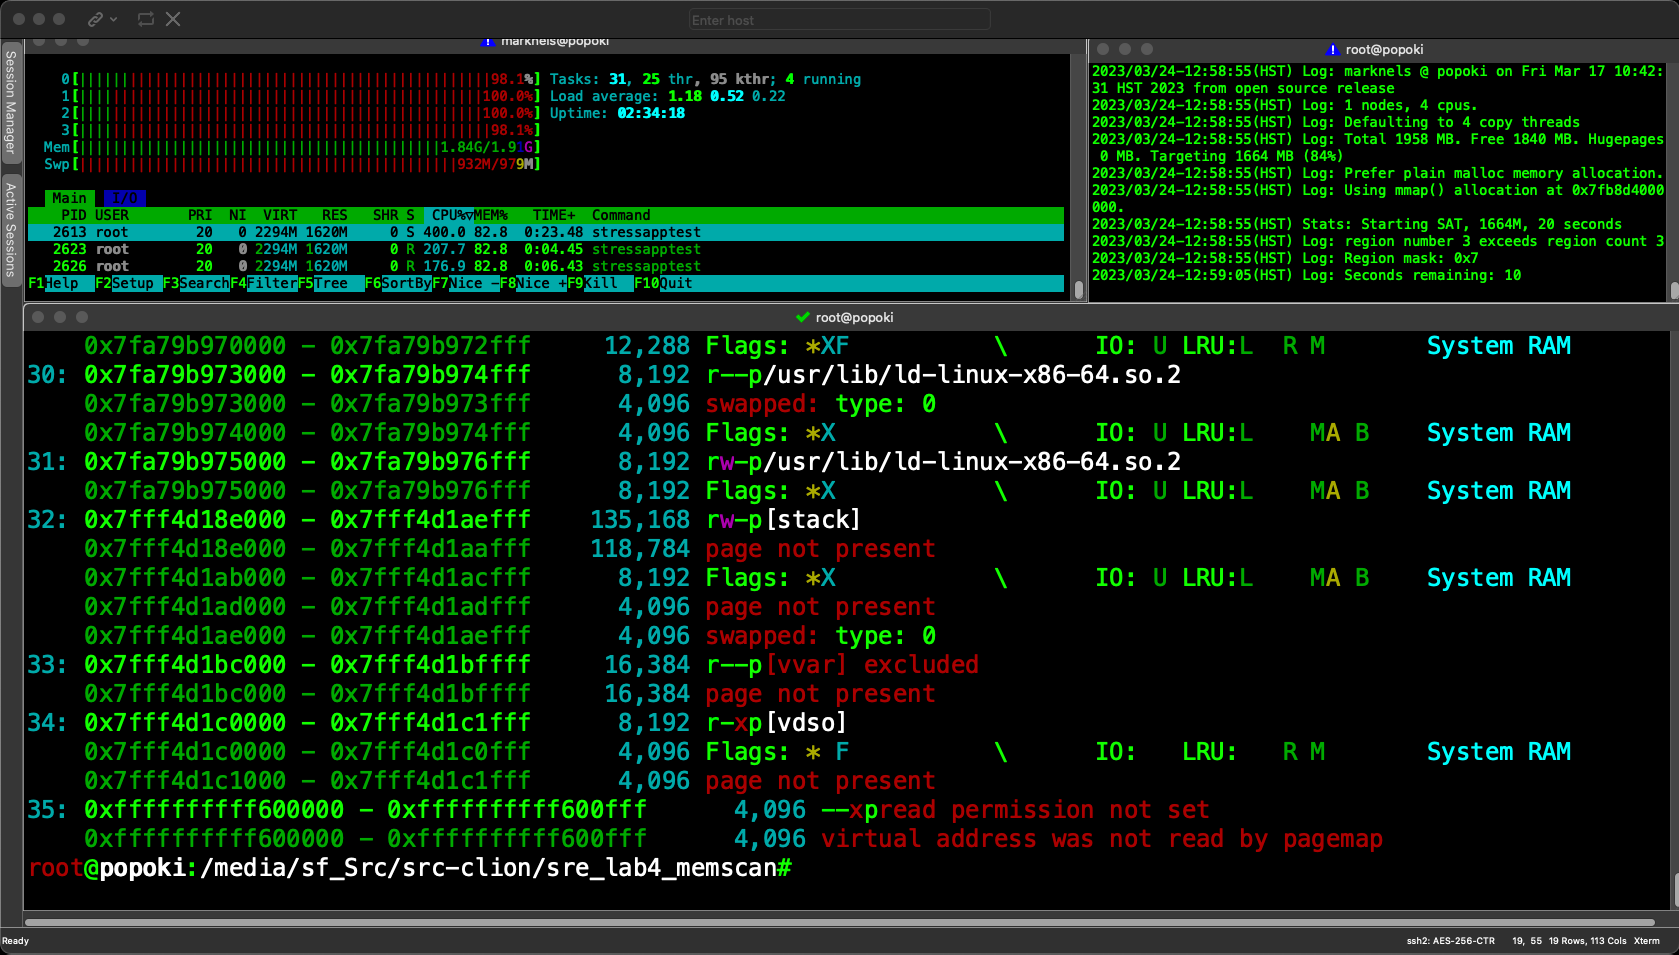 Enter host
Session Manager
Active Sessions
marknels@popoki
0[98.1%] Tasks: 31, 25 thr, 95 kthr; 4 running
1[100.0%] Load average: 1.18 0.52 0.22
2[100.0%] Uptime: 02:34:18
3[98.1%]
Mem[1.84G/1.91G]
Swp[932M/979M]
Main I/O
PID USER PRI NI VIRT RES SHR S CPU%▽MEM% TIME+ Command
2613 root 20 0 2294M 1620M 0 S 400.0 82.8 0:23.48 stressapptest
2623 root 20 0 2294M 1620M 0 R 207.7 82.8 0:04.45 stressapptest
2626 root 20 0 2294M 1620M 0 R 176.9 82.8 0:06.43 stressapptest
F1Help F2Setup F3SearchF4FilterF5Tree F6SortByF7Nice -F8Nice +F9Kill F10Quit
root@popoki
2023/03/24-12:58:55(HST) Log: marknels @ popoki on Fri Mar 17 10:42:
31 HST 2023 from open source release
2023/03/24-12:58:55(HST) Log: 1 nodes, 4 cpus.
2023/03/24-12:58:55(HST) Log: Defaulting to 4 copy threads
2023/03/24-12:58:55(HST) Log: Total 1958 MB. Free 1840 MB. Hugepages
0 MB. Targeting 1664 MB (84%)
2023/03/24-12:58:55(HST) Log: Prefer plain malloc memory allocation.
2023/03/24-12:58:55(HST) Log: Using mmap() allocation at 0x7fb8d4000
000.
2023/03/24-12:58:55(HST) Stats: Starting SAT, 1664M, 20 seconds
2023/03/24-12:58:55(HST) Log: region number 3 exceeds region count 3
2023/03/24-12:58:55(HST) Log: Region mask: 0x7
2023/03/24-12:59:05(HST) Log: Seconds remaining: 10
root@popoki
0x7fa79b970000 - 0x7fa79b972fff 12,288 Flags: *XF \ IO: U LRU:L R M System RAM
30: 0x7fa79b973000 - 0x7fa79b974fff 8,192 r--p/usr/lib/ld-linux-x86-64.so.2
0x7fa79b973000 - 0x7fa79b973fff 4,096 swapped: type: 0
0x7fa79b974000 - 0x7fa79b974fff 4,096 Flags: *X \ IO: U LRU:L MA B System RAM
31: 0x7fa79b975000 - 0x7fa79b976fff 8,192 rw-p/usr/lib/ld-linux-x86-64.so.2
0x7fa79b975000 - 0x7fa79b976fff 8,192 Flags: *X \ IO: U LRU:L MA B System RAM
32: 0x7fff4d18e000 - 0x7fff4d1aefff 135,168 rw-p[stack]
0x7fff4d18e000 - 0x7fff4d1aafff 118,784 page not present
0x7fff4d1ab000 - 0x7fff4d1acfff 8,192 Flags: *X \ IO: U LRU:L MA B System RAM
0x7fff4d1ad000 - 0x7fff4d1adfff 4,096 page not present
0x7fff4d1ae000 - 0x7fff4d1aefff 4,096 swapped: type: 0
33: 0x7fff4d1bc000 - 0x7fff4d1bffff 16,384 r--p[vvar] excluded
0x7fff4d1bc000 - 0x7fff4d1bffff 16,384 page not present
34: 0x7fff4d1c0000 - 0x7fff4d1c1fff 8,192 r-xp[vdso]
0x7fff4d1c0000 - 0x7fff4d1c0fff 4,096 Flags: * F \ IO: LRU: R M System RAM
0x7fff4d1c1000 - 0x7fff4d1c1fff 4,096 page not present
35: 0xffffffffff600000 - 0xffffffffff600fff 4,096 --xpread permission not set
0xffffffffff600000 - 0xffffffffff600fff 4,096 virtual address was not read by pagemap
root@popoki:/media/sf_Src/src-clion/sre_lab4_memscan#
Ready
ssh2: AES-256-CTR 19, 55 19 Rows, 113 Cols Xterm